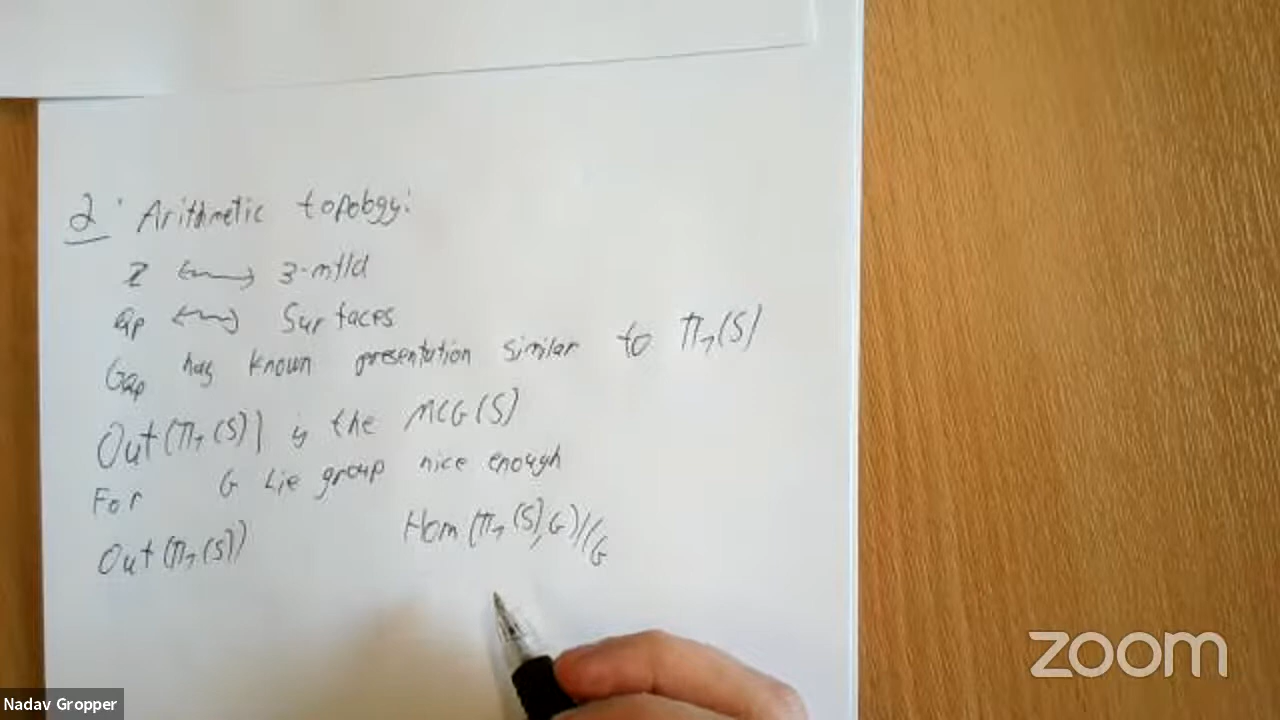 2. Arithmetic topology:
Z ⟷ 3-mfld
Qp ⟷ Surfaces
GQp has known presentation similar to π1(S)
Out(π1(S)) is the MCG(S)
For G Lie group nice enough
Out(π1(S)) Hom(π1(S),G)//G
zoom
Nadav Gropper